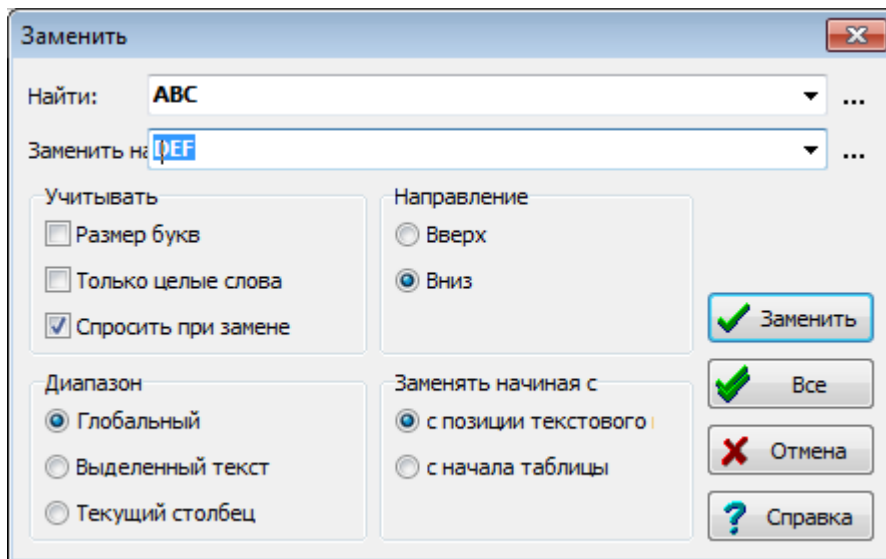 Заменить
Найти: ABC ...
Заменить на DEF ...
Учитывать
Размер букв
Только целые слова
Спросить при замене
Направление
Вверх
Вниз
Диапазон
Глобальный
Выделенный текст
Текущий столбец
Заменять начиная с
с позиции текстового
с начала таблицы
Заменить
Все
Отмена
? Справка